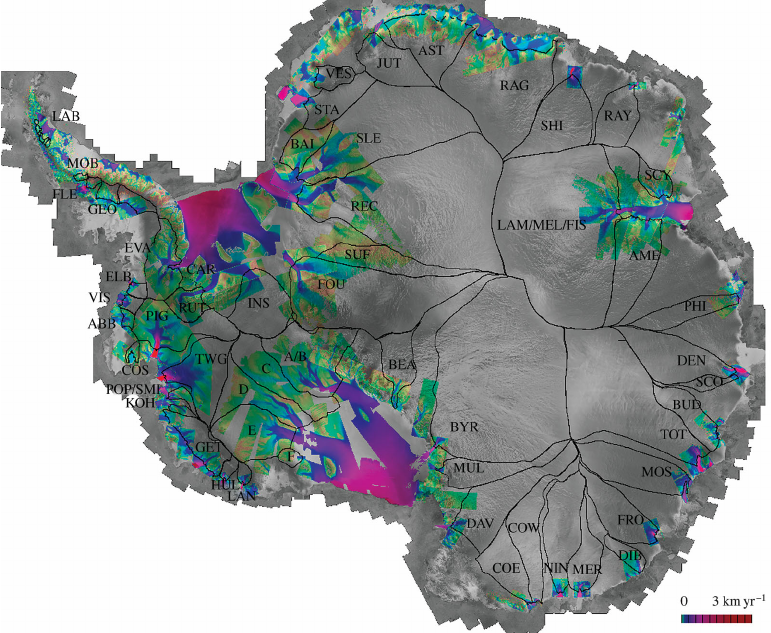 JUT
AST
VES
RAG
STA
LAB
SHI
RAY
BAI
SLE
MOB
SCY
FLE
GEO
REC
LAM/MEL/FIS
EVA
SUF
AME
CAR
ELB
FOU
VIS
RUT
INS
PHI
PIG
ABB
COS
TWG
A/B
BEA
DEN
C
SCO
POP/SMI
D
KOH
BUD
BYR
E
TOT
GET
F
MUL
MOS
HUL
LAN
DAV
COW
FRO
DIB
COE
NIN
MER
0 3 km yr⁻¹